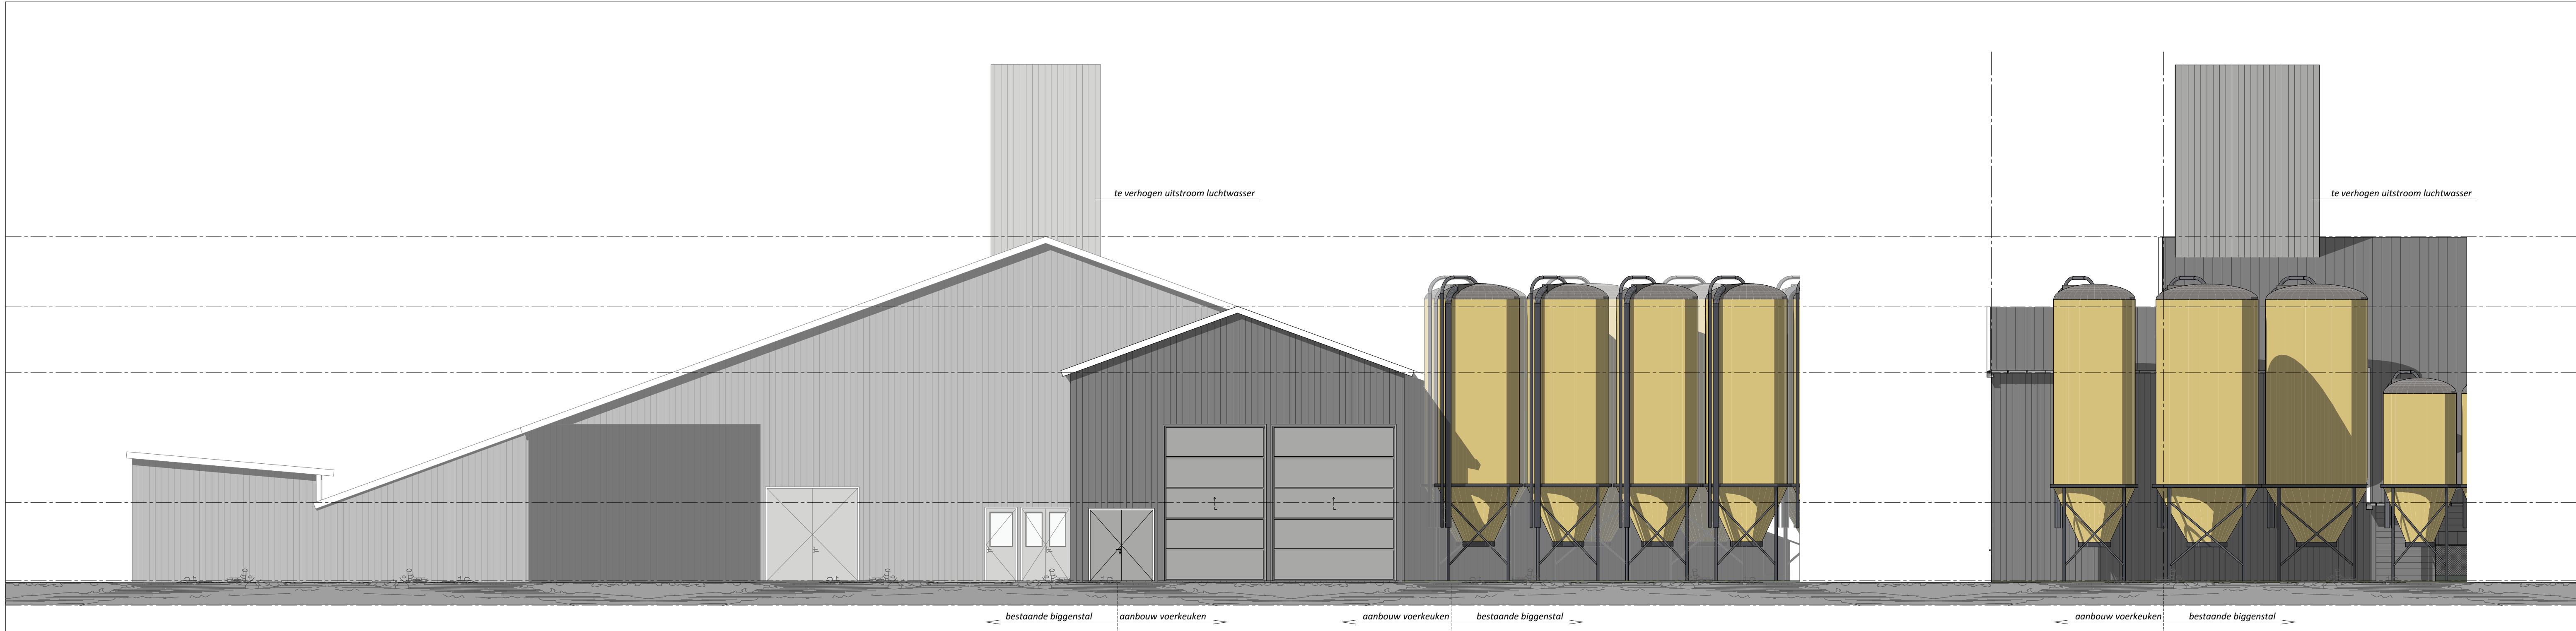 te verhogen uitstroom luchtwasser
te verhogen uitstroom luchtwasser
bestaande biggenstal
aanbouw voerkeuken
aanbouw voerkeuken
bestaande biggenstal
aanbouw voerkeuken
bestaande biggenstal